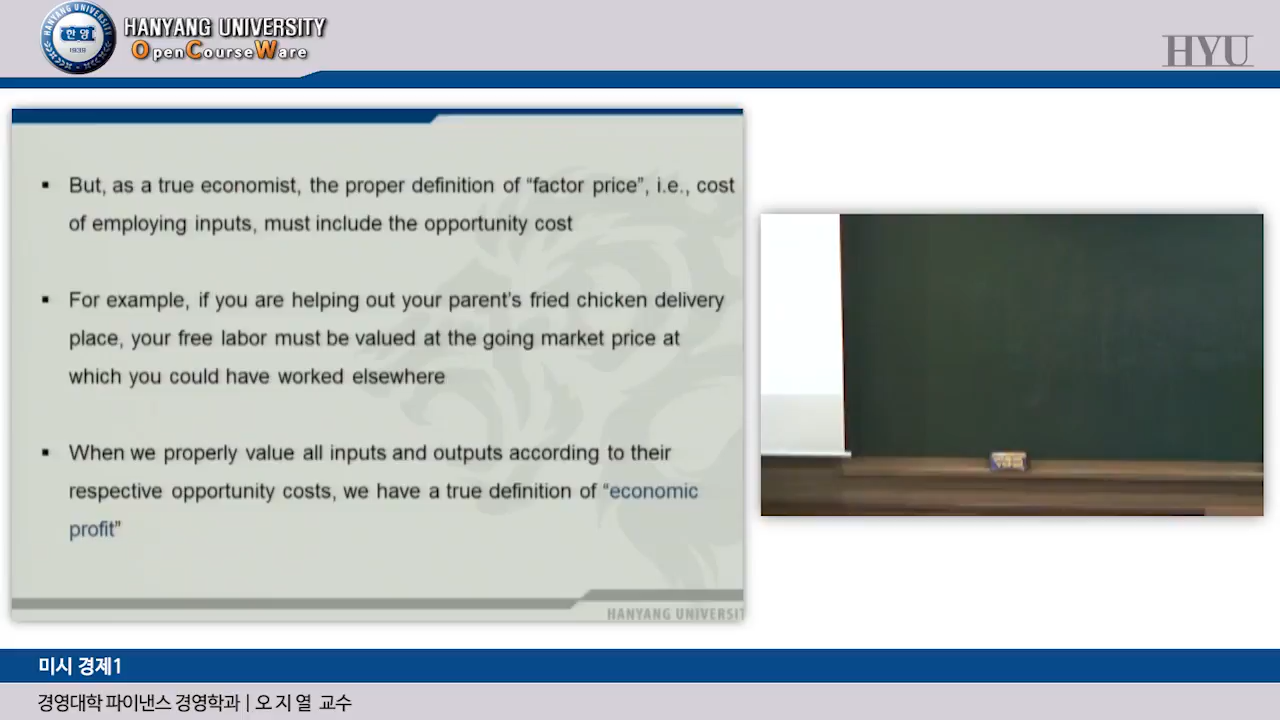 HANYANG UNIVERSITY
OpenCourseWare
HANYANG UNIVERSITY
한양
1939
HYU
▪ But, as a true economist, the proper definition of “factor price”, i.e., cost
of employing inputs, must include the opportunity cost
▪ For example, if you are helping out your parent’s fried chicken delivery
place, your free labor must be valued at the going market price at
which you could have worked elsewhere
▪ When we properly value all inputs and outputs according to their
respective opportunity costs, we have a true definition of “economic
profit”
HANYANG UNIVERSIT
미시 경제1
경영대학 파이낸스 경영학과 | 오 지 열 교수